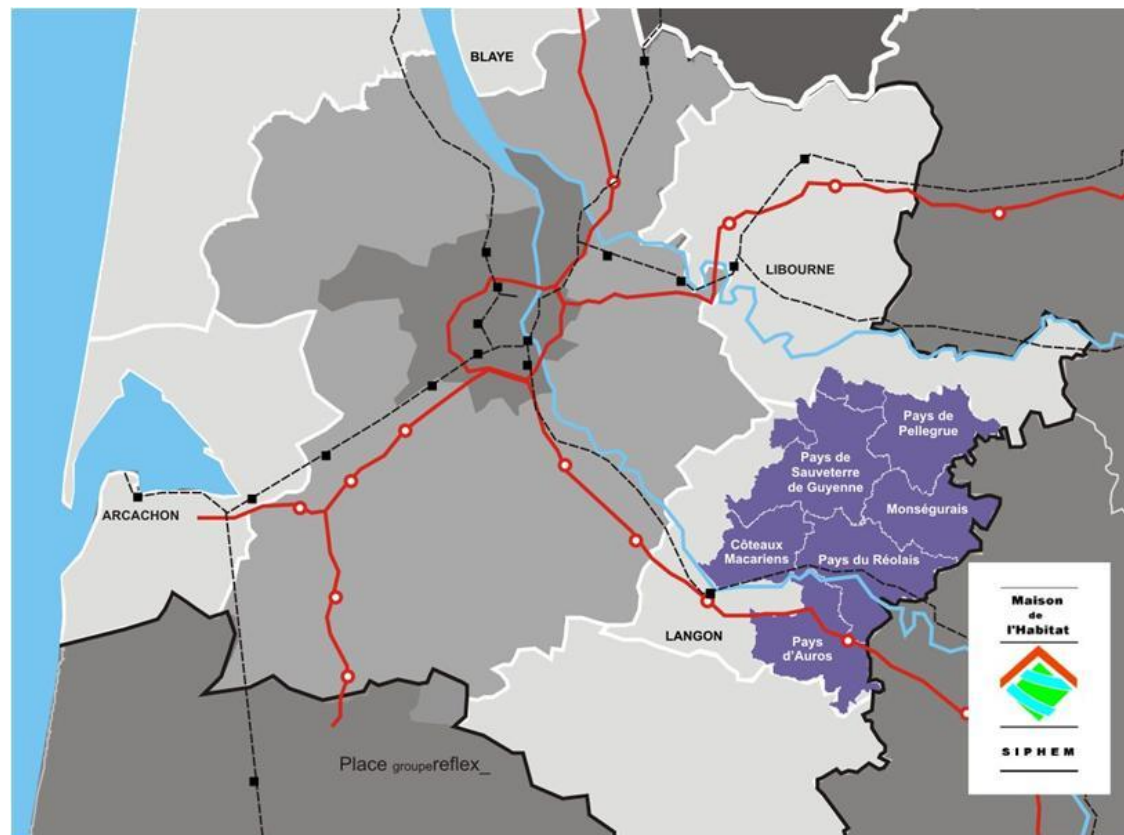 BLAYE
LIBOURNE
Pays de
Pellegrue
Pays de
Sauveterre
de Guyenne
Monségurais
ARCACHON
Côteaux
Macariens
Pays du Réolais
LANGON
Pays
d'Auros
Maison
de
l'Habitat
SIPHEM
Place groupereflex_